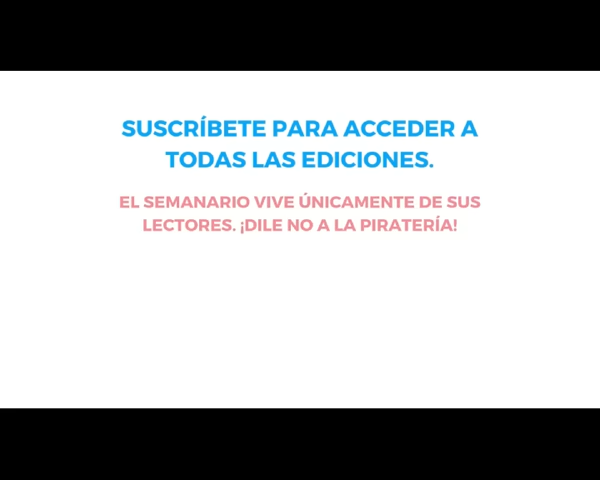 SUSCRÍBETE PARA ACCEDER A
TODAS LAS EDICIONES.
EL SEMANARIO VIVE ÚNICAMENTE DE SUS
LECTORES. ¡DILE NO A LA PIRATERÍA!